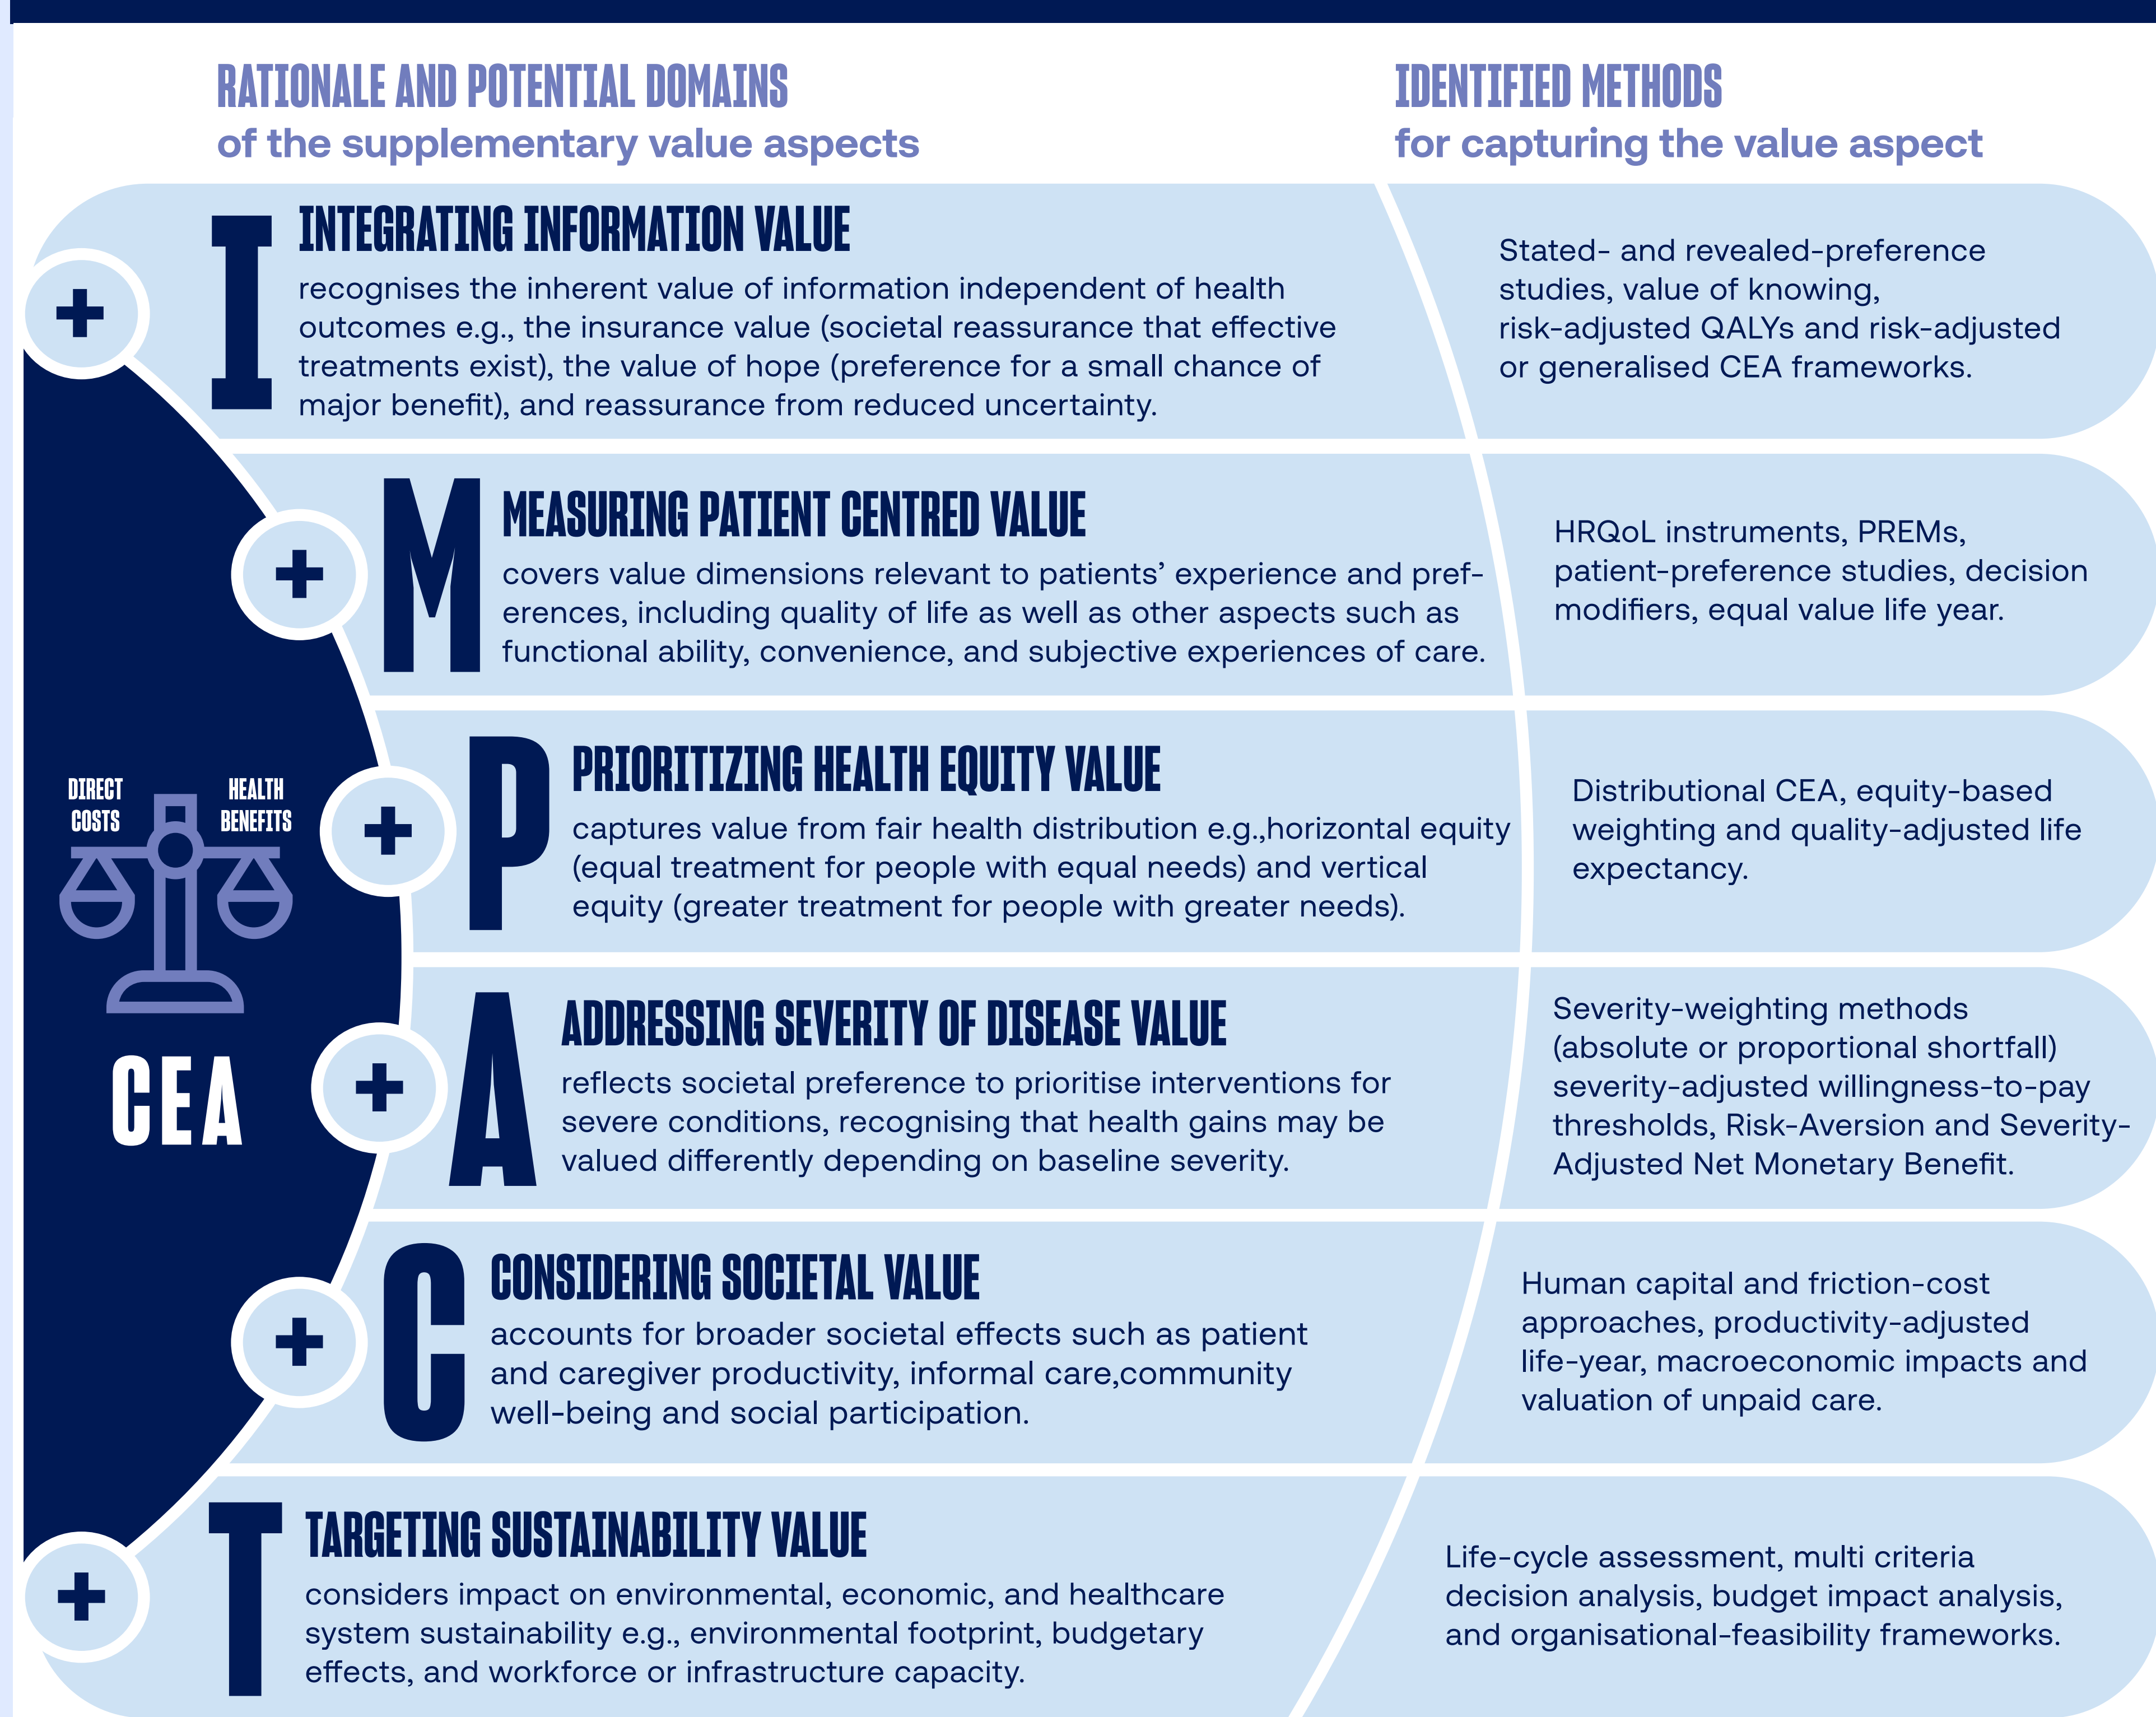 RATIONALE AND POTENTIAL DOMAINS
of the supplementary value aspects
IDENTIFIED METHODS
for capturing the value aspect
I
INTEGRATING INFORMATION VALUE
recognises the inherent value of information independent of health
outcomes e.g., the insurance value (societal reassurance that effective
treatments exist), the value of hope (preference for a small chance of
major benefit), and reassurance from reduced uncertainty.
Stated- and revealed-preference
studies, value of knowing,
risk-adjusted QALYs and risk-adjusted
or generalised CEA frameworks.
M
MEASURING PATIENT CENTRED VALUE
covers value dimensions relevant to patients’ experience and pref-
erences, including quality of life as well as other aspects such as
functional ability, convenience, and subjective experiences of care.
HRQoL instruments, PREMs,
patient-preference studies, decision
modifiers, equal value life year.
DIRECT
COSTS
HEALTH
BENEFITS
CEA
P
PRIORITIZING HEALTH EQUITY VALUE
captures value from fair health distribution e.g.,horizontal equity
(equal treatment for people with equal needs) and vertical
equity (greater treatment for people with greater needs).
Distributional CEA, equity-based
weighting and quality-adjusted life
expectancy.
A
ADDRESSING SEVERITY OF DISEASE VALUE
reflects societal preference to prioritise interventions for
severe conditions, recognising that health gains may be
valued differently depending on baseline severity.
Severity-weighting methods
(absolute or proportional shortfall)
severity-adjusted willingness-to-pay
thresholds, Risk-Aversion and Severity-
Adjusted Net Monetary Benefit.
C
CONSIDERING SOCIETAL VALUE
accounts for broader societal effects such as patient
and caregiver productivity, informal care,community
well-being and social participation.
Human capital and friction-cost
approaches, productivity-adjusted
life-year, macroeconomic impacts and
valuation of unpaid care.
T
TARGETING SUSTAINABILITY VALUE
considers impact on environmental, economic, and healthcare
system sustainability e.g., environmental footprint, budgetary
effects, and workforce or infrastructure capacity.
Life-cycle assessment, multi criteria
decision analysis, budget impact analysis,
and organisational-feasibility frameworks.